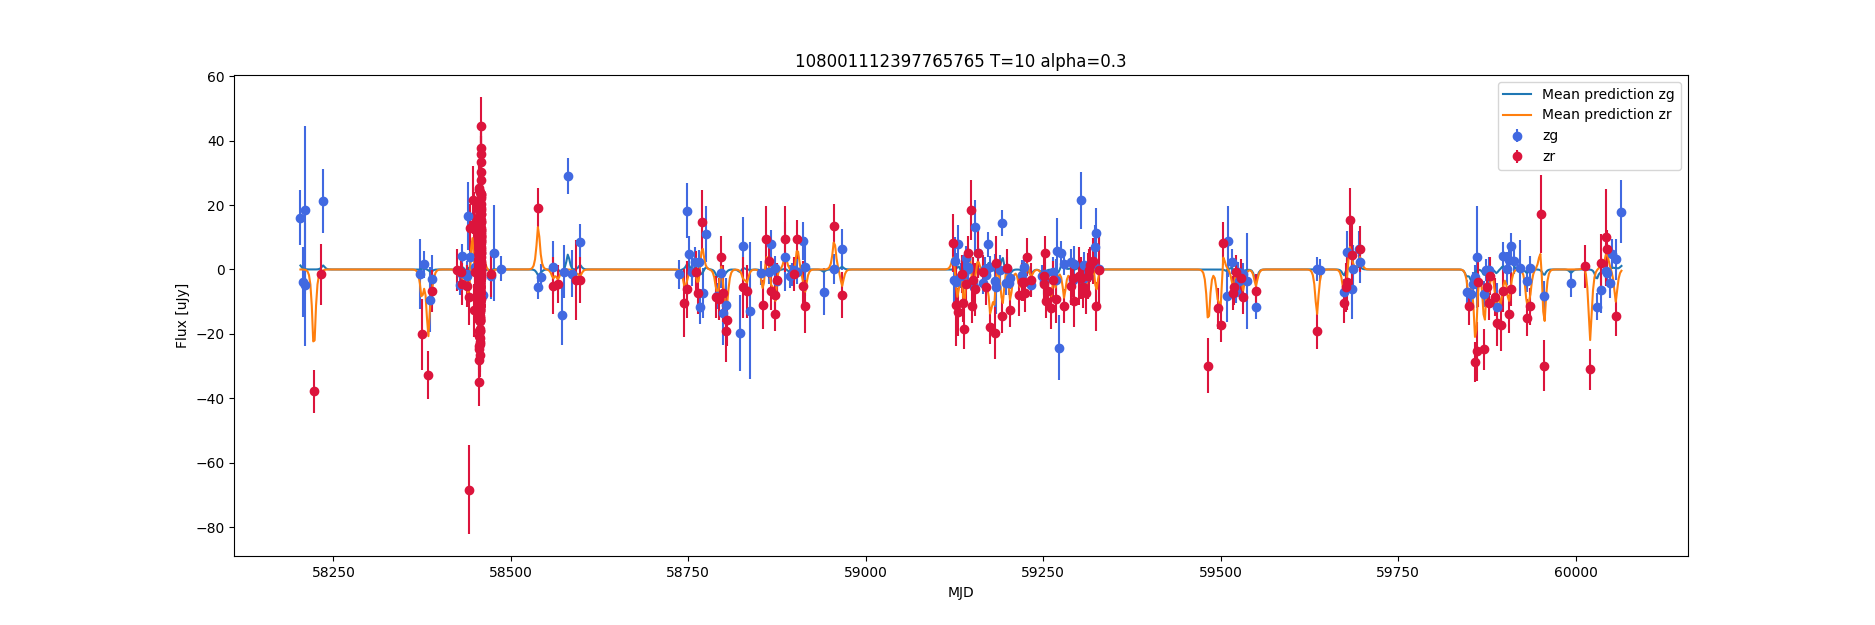 108001112397765765 T=10 alpha=0.3
60
40
20
0
−20
−40
−60
−80
Flux [uJy]
58250 58500 58750 59000 59250 59500 59750 60000
MJD
Mean prediction zg
Mean prediction zr
zg
zr